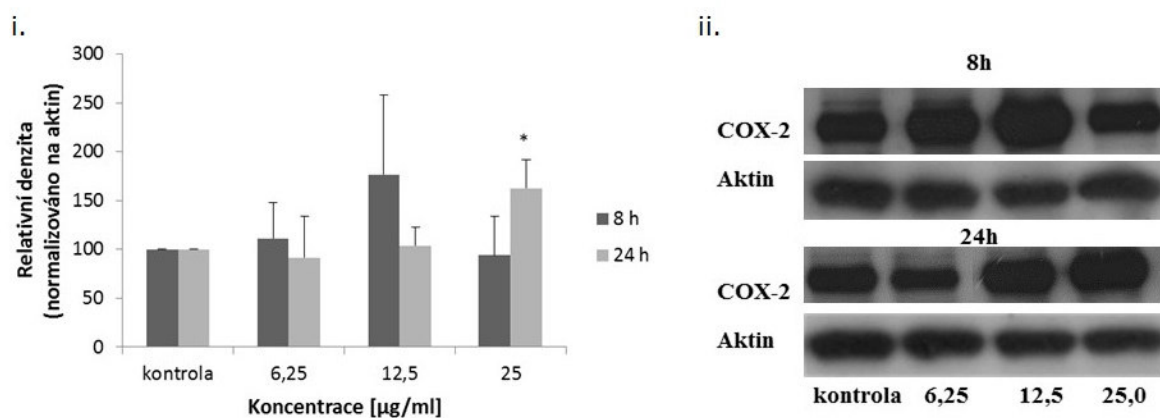 i.
Relativní denzita
(normalizováno na aktin)
300
250
200
150
100
50
0
*
kontrola 6,25 12,5 25
Koncentrace [µg/ml]
8 h
24 h
ii.
8h
COX-2
Aktin
24h
COX-2
Aktin
kontrola 6,25 12,5 25,0